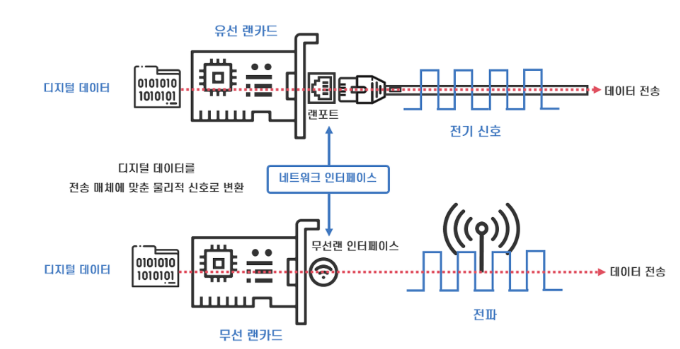 유선 랜카드
디지털 데이터
0101010
1010101
랜포트
데이터 전송
전기 신호
디지털 데이터를
전송 매체에 맞춘 물리적 신호로 변환
네트워크 인터페이스
무선랜 인터페이스
디지털 데이터
0101010
1010101
데이터 전송
전파
무선 랜카드